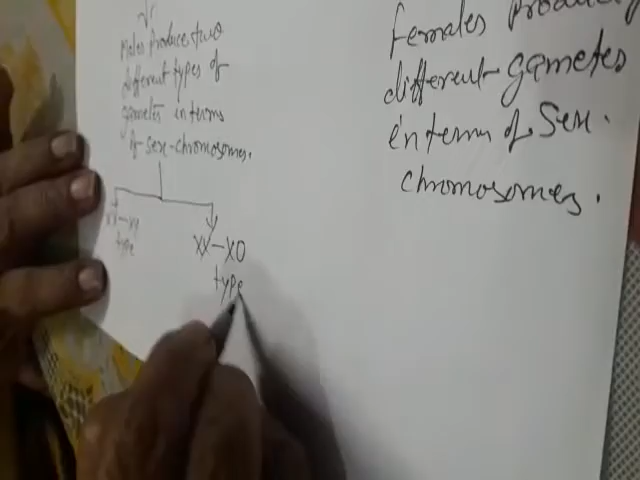 Males produce two
different types of
gametes in terms
of sex-chromosomes.
XX-XY
type
XX-XO
type
Females produce
different gametes
in term of Sex.
chromosomes.